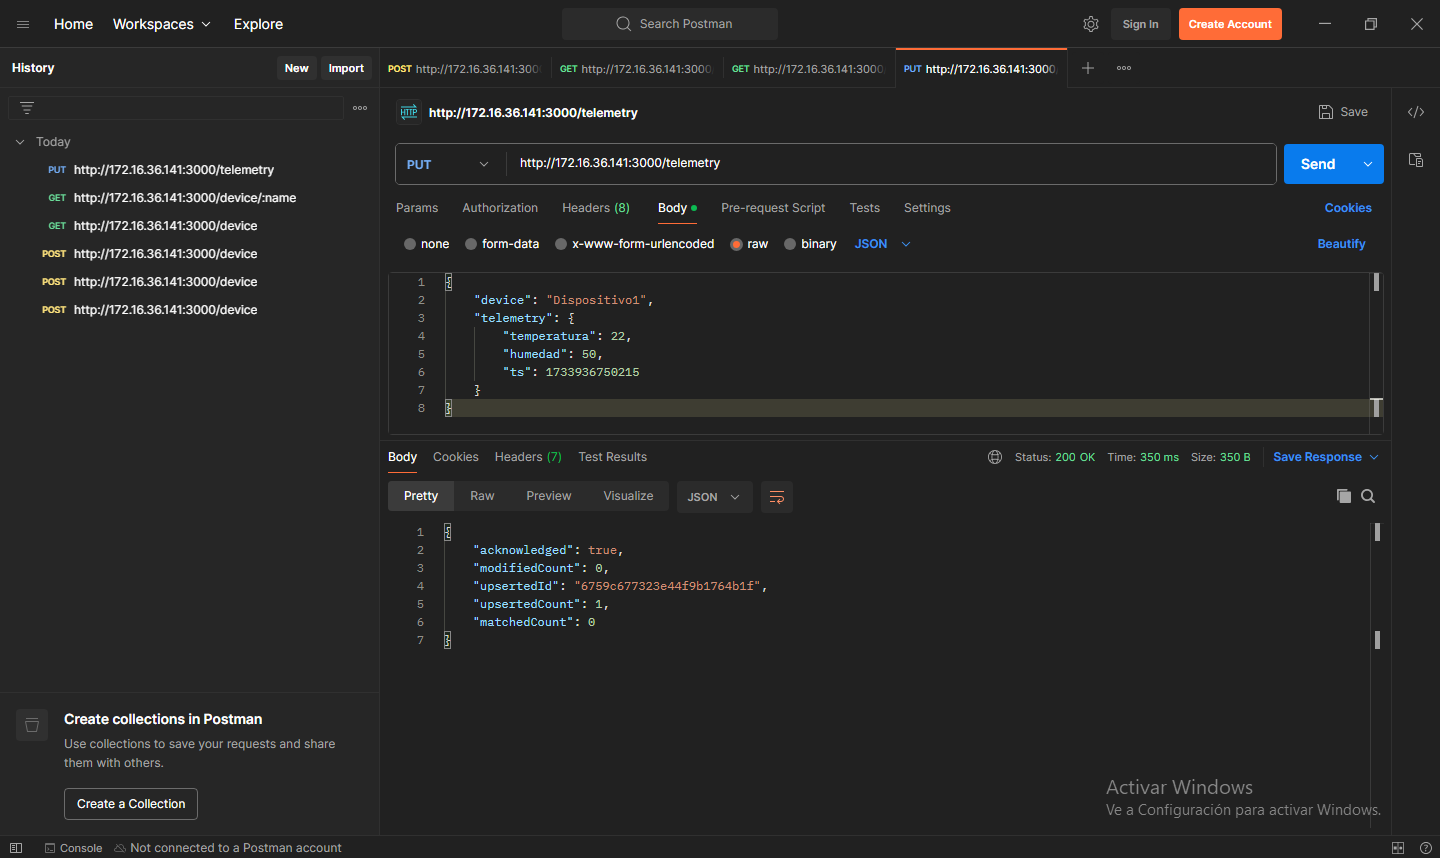 Home Workspaces Explore Search Postman Sign In Create Account
History New Import
POST http://172.16.36.141:300 GET http://172.16.36.141:3000 GET http://172.16.36.141:3000 PUT http://172.16.36.141:3000
HTTP http://172.16.36.141:3000/telemetry Save
Today
PUT http://172.16.36.141:3000/telemetry
GET http://172.16.36.141:3000/device/:name
GET http://172.16.36.141:3000/device
POST http://172.16.36.141:3000/device
POST http://172.16.36.141:3000/device
POST http://172.16.36.141:3000/device
PUT http://172.16.36.141:3000/telemetry Send
Params Authorization Headers (8) Body Pre-request Script Tests Settings Cookies
none form-data x-www-form-urlencoded raw binary JSON Beautify
1 {
2 "device": "Dispositivo1",
3 "telemetry": {
4 "temperatura": 22,
5 "humedad": 50,
6 "ts": 1733936750215
7 }
8 }
Body Cookies Headers (7) Test Results Status: 200 OK Time: 350 ms Size: 350 B Save Response
Pretty Raw Preview Visualize JSON
1 {
2 "acknowledged": true,
3 "modifiedCount": 0,
4 "upsertedId": "6759c677323e44f9b1764b1f",
5 "upsertedCount": 1,
6 "matchedCount": 0
7 }
Create collections in Postman
Use collections to save your requests and share
them with others.
Create a Collection
Activar Windows
Ve a Configuración para activar Windows.
Console Not connected to a Postman account